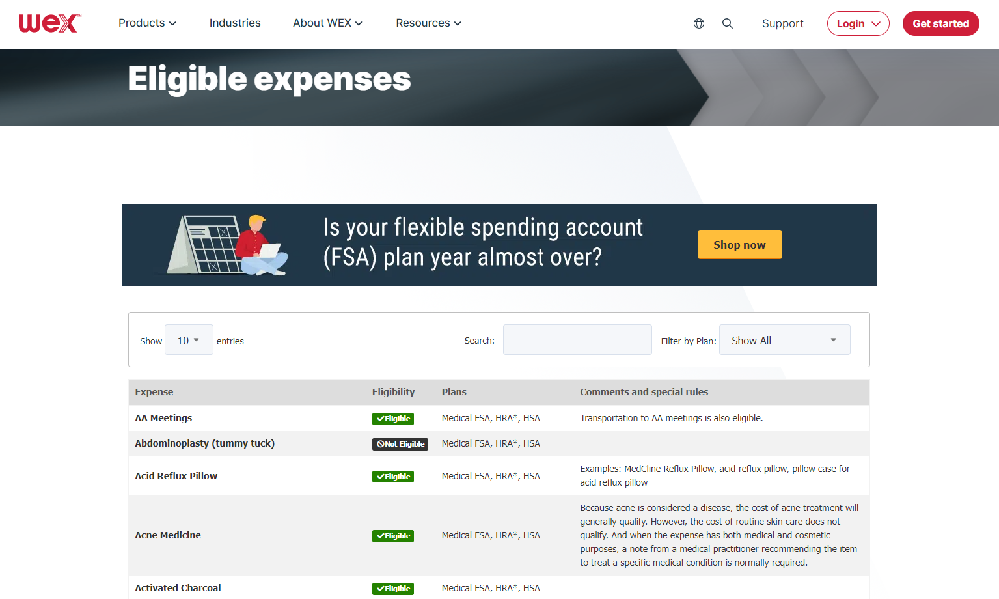 wex™
Products
Industries
About WEX
Resources
Support
Login
Get started
Eligible expenses
Is your flexible spending account
(FSA) plan year almost over?
Shop now
Show 10 entries
Search:
Filter by Plan: Show All
Expense Eligibility Plans Comments and special rules
AA Meetings Eligible Medical FSA, HRA*, HSA Transportation to AA meetings is also eligible.
Abdominoplasty (tummy tuck) Not Eligible Medical FSA, HRA*, HSA
Acid Reflux Pillow Eligible Medical FSA, HRA*, HSA Examples: MedCline Reflux Pillow, acid reflux pillow, pillow case for
acid reflux pillow
Acne Medicine Eligible Medical FSA, HRA*, HSA Because acne is considered a disease, the cost of acne treatment will
generally qualify. However, the cost of routine skin care does not
qualify. And when the expense has both medical and cosmetic
purposes, a note from a medical practitioner recommending the item
to treat a specific medical condition is normally required.
Activated Charcoal Eligible Medical FSA, HRA*, HSA